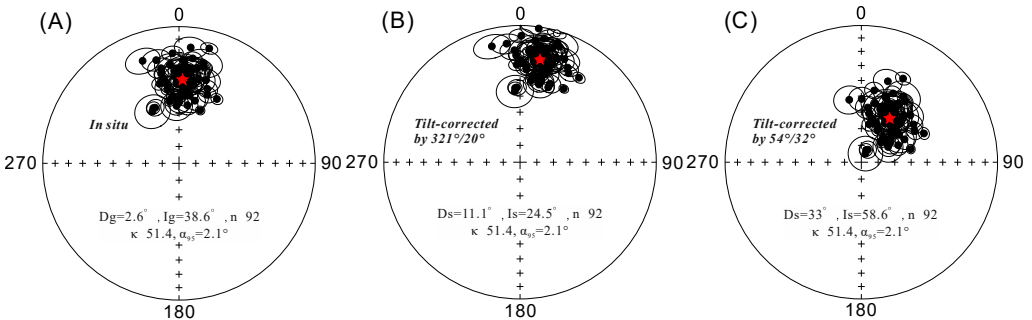 (A)
0
270
90
180
In situ
Dg=2.6° , Ig=38.6° , n 92
κ 51.4, α95=2.1°
(B)
0
270
90
180
Tilt-corrected
by 321°/20°
Ds=11.1° , Is=24.5° , n 92
κ 51.4, α95=2.1°
(C)
0
270
90
180
Tilt-corrected
by 54°/32°
Ds=33° , Is=58.6° , n 92
κ 51.4, α95=2.1°